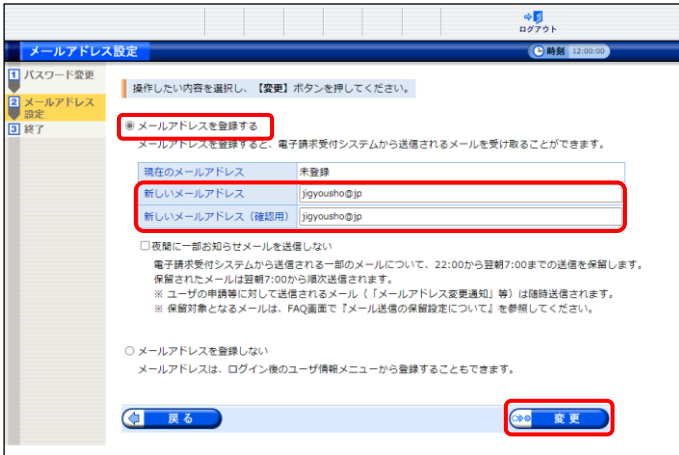 ログアウト
メールアドレス設定
時刻 12:00:00
1 パスワード変更
2 メールアドレス
設定
3 終了
操作したい内容を選択し、【変更】ボタンを押してください。
メールアドレスを登録する
メールアドレスを登録すると、電子請求受付システムから送信されるメールを受け取ることができます。
現在のメールアドレス 未登録
新しいメールアドレス jigyousho@jp
新しいメールアドレス（確認用） jigyousho@jp
夜間に一部お知らせメールを送信しない
電子請求受付システムから送信される一部のメールについて、22:00から翌朝7:00までの送信を保留します。
保留されたメールは翌朝7:00から順次送信されます。
※ ユーザの申請等に対して送信されるメール（「メールアドレス変更通知」等）は随時送信されます。
※ 保留対象となるメールは、FAQ画面で『メール送信の保留設定について』を参照してください。
メールアドレスを登録しない
メールアドレスは、ログイン後のユーザ情報メニューから登録することもできます。
戻る
変更